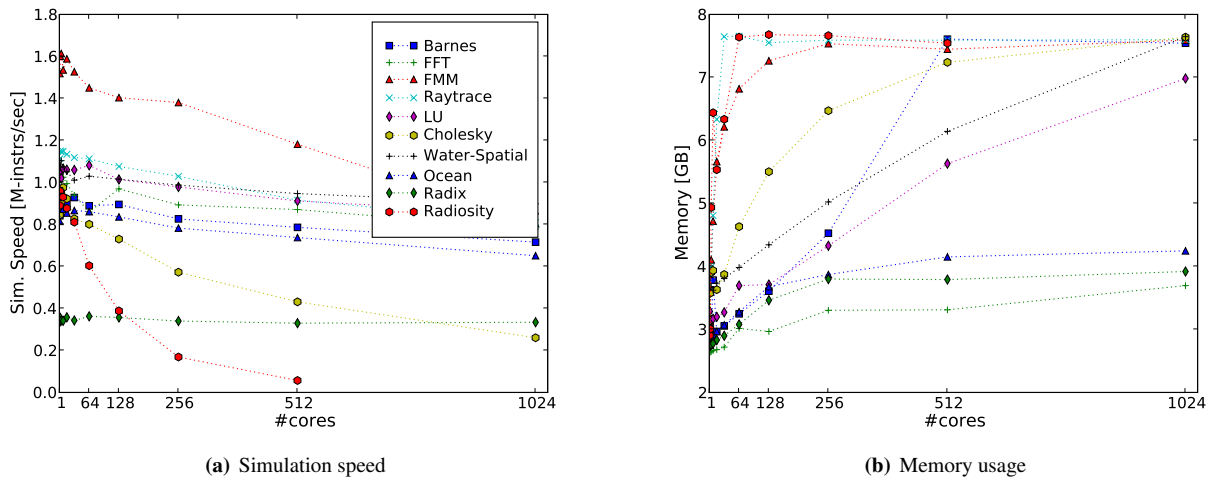 1.8
1.6
1.4
1.2
1.0
0.8
0.6
0.4
0.2
0.0
Sim. Speed [M-instrs/sec]
1 64 128 256 512 1024
#cores
Barnes
FFT
FMM
Raytrace
LU
Cholesky
Water-Spatial
Ocean
Radix
Radiosity
(a) Simulation speed
8
7
6
5
4
3
2
Memory [GB]
1 64 128 256 512 1024
#cores
(b) Memory usage